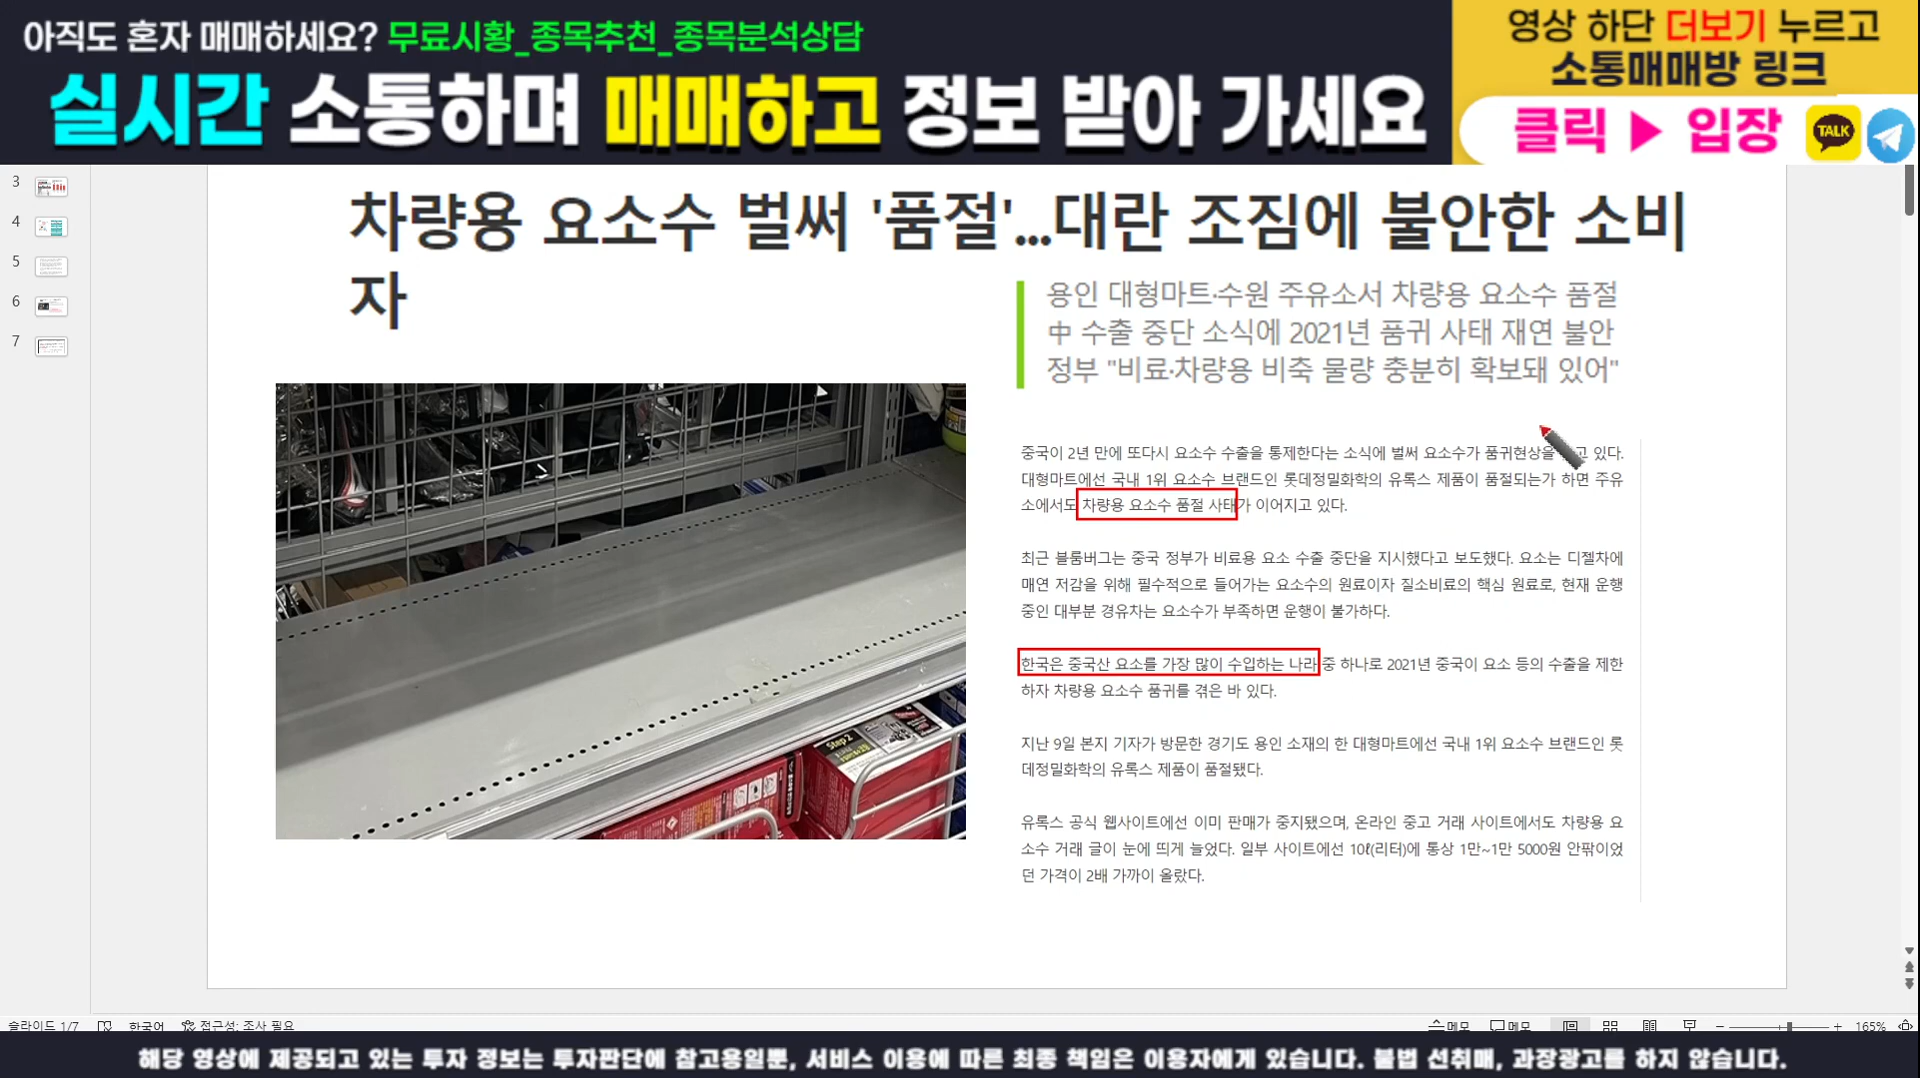 아직도 혼자 매매하세요? 무료시황_종목추천_종목분석상담
실시간 소통하며 매매하고 정보 받아 가세요
영상 하단 더보기 누르고
소통매매방 링크
클릭 ▶ 입장
TALK
3
4
5
6
7
차량용 요소수 벌써 '품절'...대란 조짐에 불안한 소비
자
용인 대형마트·수원 주유소서 차량용 요소수 품절
中 수출 중단 소식에 2021년 품귀 사태 재연 불안
정부 "비료·차량용 비축 물량 충분히 확보돼 있어"
중국이 2년 만에 또다시 요소수 수출을 통제한다는 소식에 벌써 요소수가 품귀현상을 고 있다.
대형마트에선 국내 1위 요소수 브랜드인 롯데정밀화학의 유록스 제품이 품절되는가 하면 주유
소에서도 차량용 요소수 품절 사태가 이어지고 있다.
최근 블룸버그는 중국 정부가 비료용 요소 수출 중단을 지시했다고 보도했다. 요소는 디젤차에
매연 저감을 위해 필수적으로 들어가는 요소수의 원료이자 질소비료의 핵심 원료로, 현재 운행
중인 대부분 경유차는 요소수가 부족하면 운행이 불가하다.
한국은 중국산 요소를 가장 많이 수입하는 나라 중 하나로 2021년 중국이 요소 등의 수출을 제한
하자 차량용 요소수 품귀를 겪은 바 있다.
지난 9일 본지 기자가 방문한 경기도 용인 소재의 한 대형마트에선 국내 1위 요소수 브랜드인 롯
데정밀화학의 유록스 제품이 품절됐다.
유록스 공식 웹사이트에선 이미 판매가 중지됐으며, 온라인 중고 거래 사이트에서도 차량용 요
소수 거래 글이 눈에 띄게 늘었다. 일부 사이트에선 10ℓ(리터)에 통상 1만~1만 5000원 안팎이었
던 가격이 2배 가까이 올랐다.
Step 2
슬라이드 1/7 한국어 접근성: 조사 필요
메모 메모 165%
해당 영상에 제공되고 있는 투자 정보는 투자판단에 참고용일뿐, 서비스 이용에 따른 최종 책임은 이용자에게 있습니다. 불법 선취매, 과장광고를 하지 않습니다.